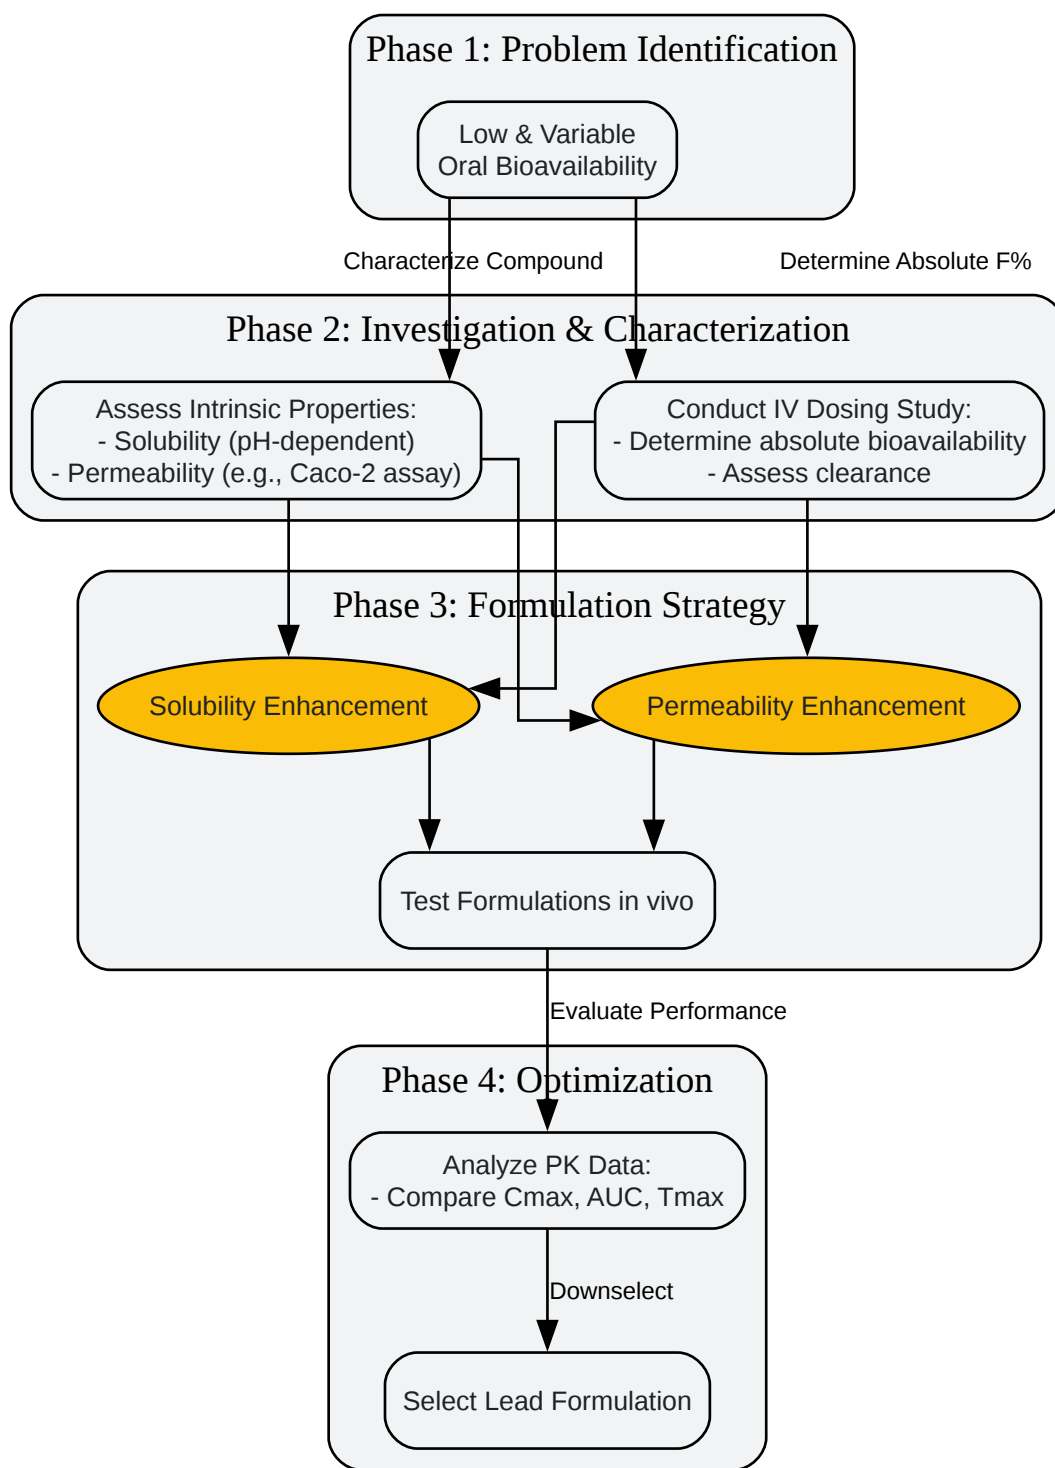 Phase 1: Problem Identification
Low & Variable
Oral Bioavailability
Characterize Compound
Determine Absolute F%
Phase 2: Investigation & Characterization
Assess Intrinsic Properties:
- Solubility (pH-dependent)
- Permeability (e.g., Caco-2 assay)
Conduct IV Dosing Study:
- Determine absolute bioavailability
- Assess clearance
Phase 3: Formulation Strategy
Solubility Enhancement
Permeability Enhancement
Test Formulations in vivo
Evaluate Performance
Phase 4: Optimization
Analyze PK Data:
- Compare Cmax, AUC, Tmax
Downselect
Select Lead Formulation